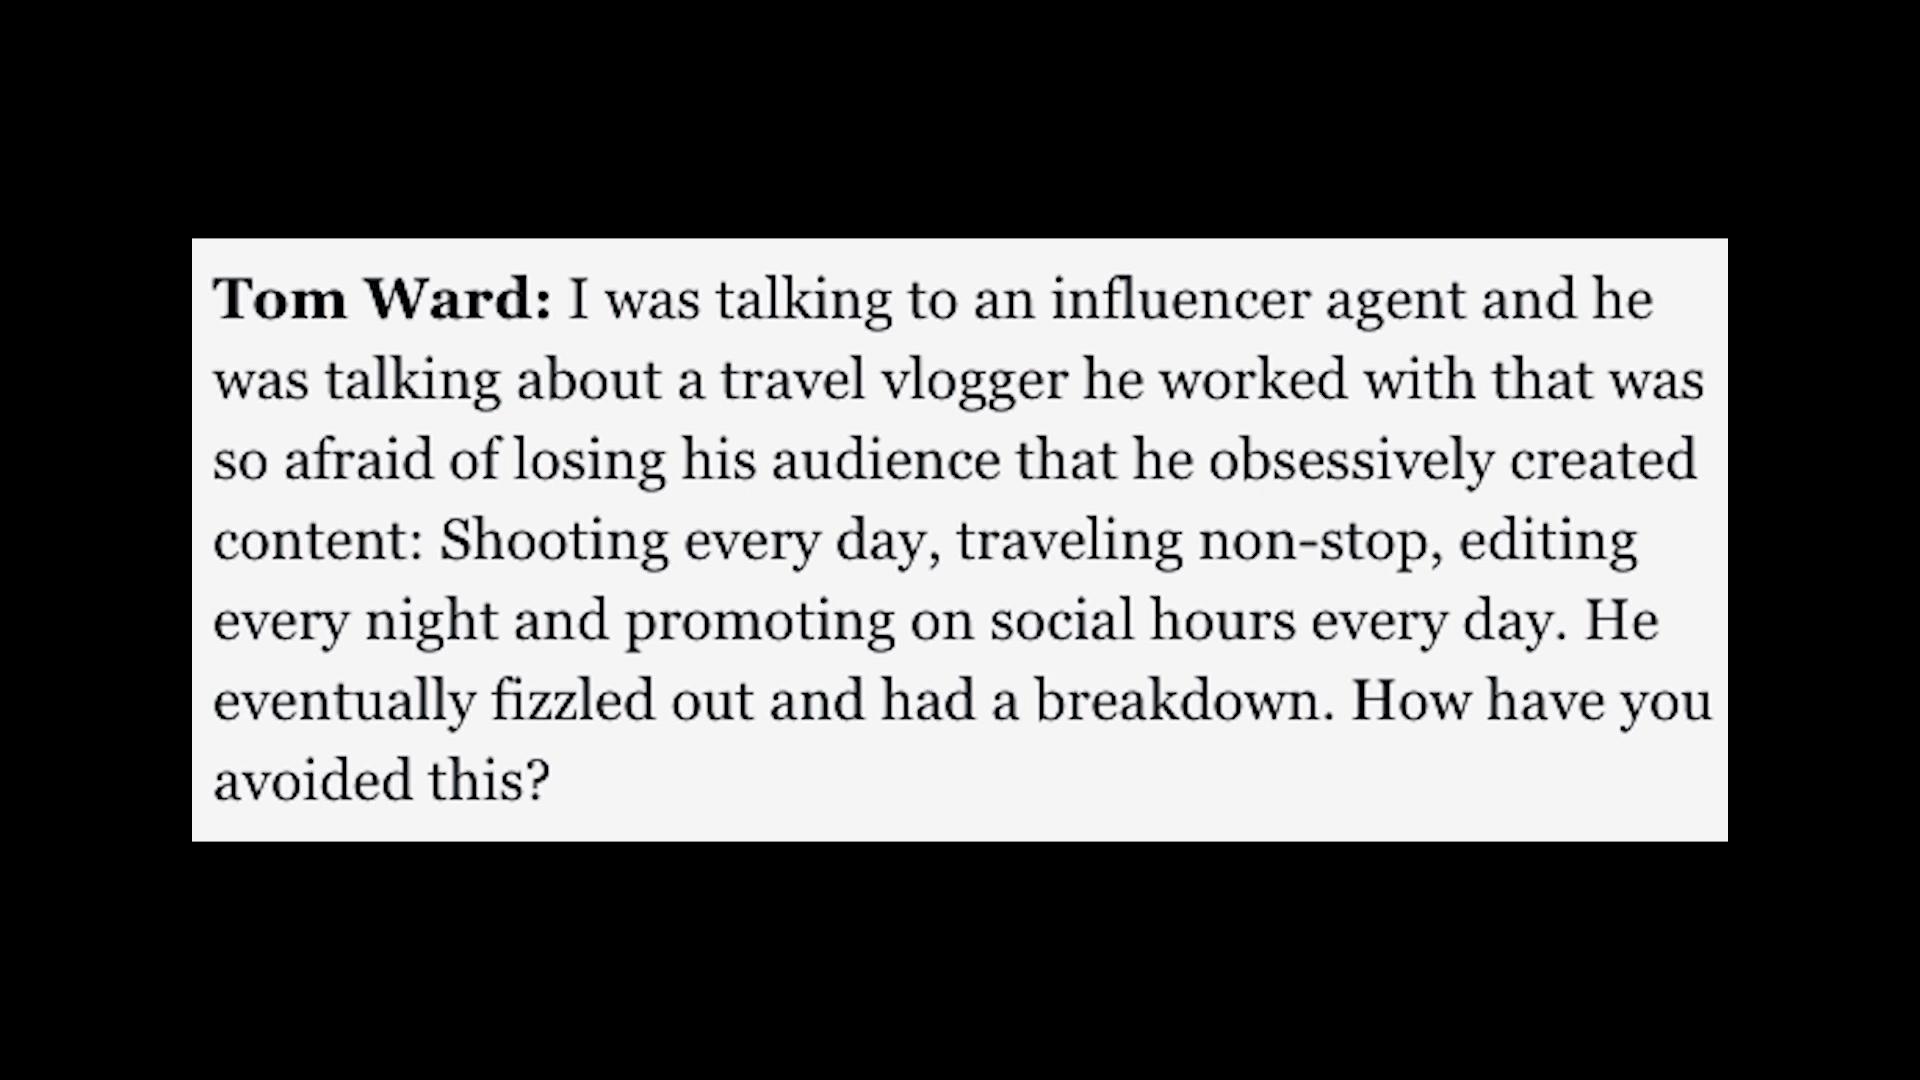 Tom Ward: I was talking to an influencer agent and he
was talking about a travel vlogger he worked with that was
so afraid of losing his audience that he obsessively created
content: Shooting every day, traveling non-stop, editing
every night and promoting on social hours every day. He
eventually fizzled out and had a breakdown. How have you
avoided this?